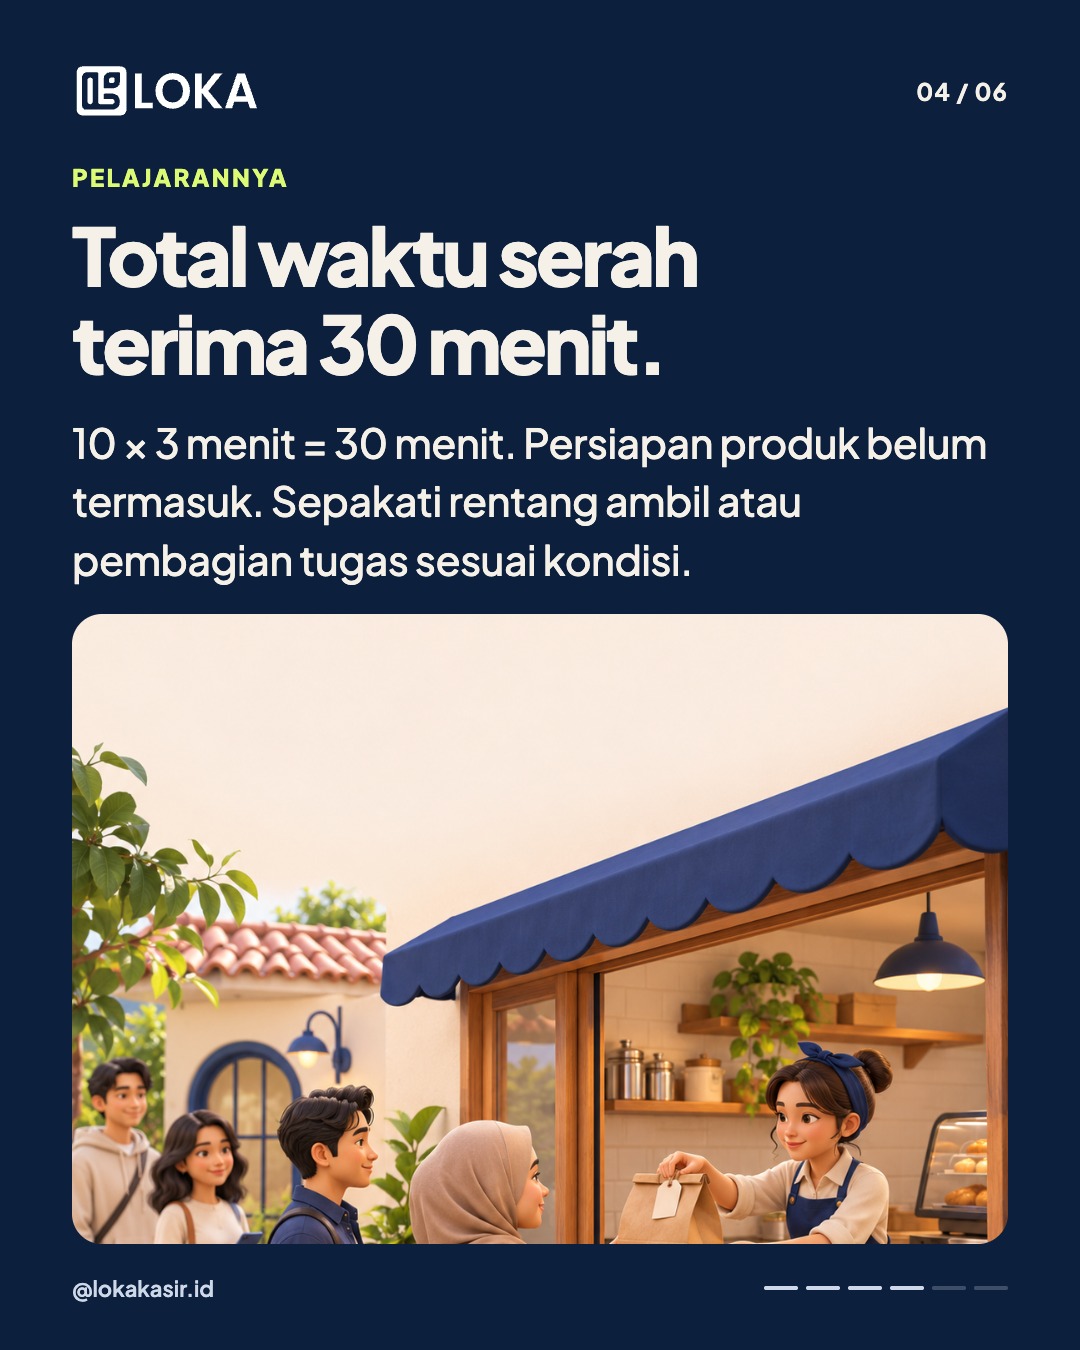 LOKA
04 / 06
PELAJARANNYA
Total waktu serah
terima 30 menit.
10 × 3 menit = 30 menit. Persiapan produk belum
termasuk. Sepakati rentang ambil atau
pembagian tugas sesuai kondisi.
@lokakasir.id